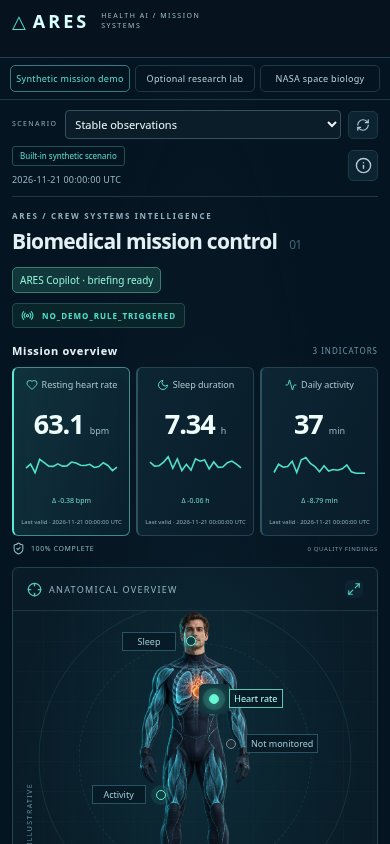 △ ARES
HEALTH AI / MISSION
SYSTEMS
Synthetic mission demo
Optional research lab
NASA space biology
SCENARIO
Stable observations
Built-in synthetic scenario
2026-11-21 00:00:00 UTC
ARES / CREW SYSTEMS INTELLIGENCE
Biomedical mission control 01
ARES Copilot · briefing ready
NO_DEMO_RULE_TRIGGERED
Mission overview
3 INDICATORS
Resting heart rate
63.1 bpm
Δ -0.38 bpm
Last valid · 2026-11-21 00:00:00 UTC
Sleep duration
7.34 h
Δ -0.06 h
Last valid · 2026-11-21 00:00:00 UTC
Daily activity
37 min
Δ -8.79 min
Last valid · 2026-11-21 00:00:00 UTC
100% COMPLETE
0 QUALITY FINDINGS
ANATOMICAL OVERVIEW
Sleep
Heart rate
Not monitored
Activity